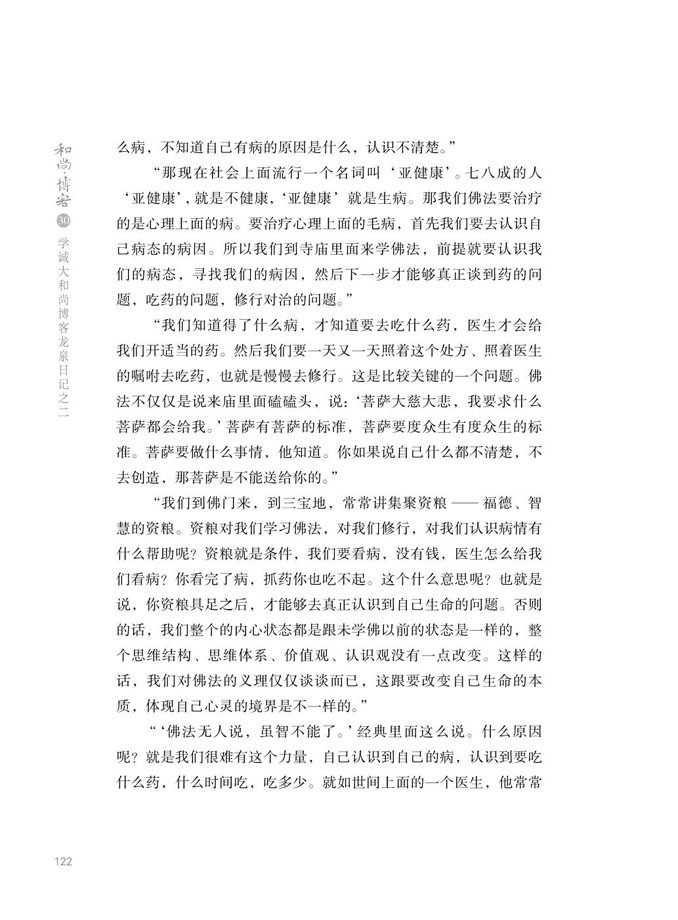 和尚·博客
30
学诚大和尚博客龙泉日记之二
么病，不知道自己有病的原因是什么，认识不清楚。”
“那现在社会上面流行一个名词叫‘亚健康’。七八成的人
‘亚健康’，就是不健康，‘亚健康’就是生病。那我们佛法要治疗
的是心理上面的病。要治疗心理上面的毛病，首先我们要去认识自
己病态的病因。所以我们到寺庙里面来学佛法，前提就要认识我
们的病态，寻找我们的病因，然后下一步才能够真正谈到药的问
题，吃药的问题，修行对治的问题。”
“我们知道得了什么病，才知道要去吃什么药，医生才会给
我们开适当的药。然后我们要一天又一天照着这个处方、照着医生
的嘱咐去吃药，也就是慢慢去修行。这是比较关键的一个问题。佛
法不仅仅是说来庙里面磕磕头，说：‘菩萨大慈大悲，我要求什么
菩萨都会给我。’菩萨有菩萨的标准，菩萨要度众生有度众生的标
准。菩萨要做什么事情，他知道。你如果说自己什么都不清楚，不
去创造，那菩萨是不能送给你的。”
“我们到佛门来，到三宝地，常常讲集聚资粮——福德、智
慧的资粮。资粮对我们学习佛法，对我们修行，对我们认识病情有
什么帮助呢？资粮就是条件，我们要看病，没有钱，医生怎么给我
们看病？你看完了病，抓药你也吃不起。这个什么意思呢？也就是
说，你资粮具足之后，才能够去真正认识到自己生命的问题。否则
的话，我们整个的内心状态都是跟未学佛以前的状态是一样的，整
个思维结构、思维体系、价值观、认识观没有一点改变。这样的
话，我们对佛法的义理仅仅谈谈而已，这跟要改变自己生命的本
质，体现自己心灵的境界是不一样的。”
“‘佛法无人说，虽智不能了。’经典里面这么说。什么原因
呢？就是我们很难有这个力量，自己认识到自己的病，认识到要吃
什么药，什么时间吃，吃多少。就如世间上面的一个医生，他常常
122